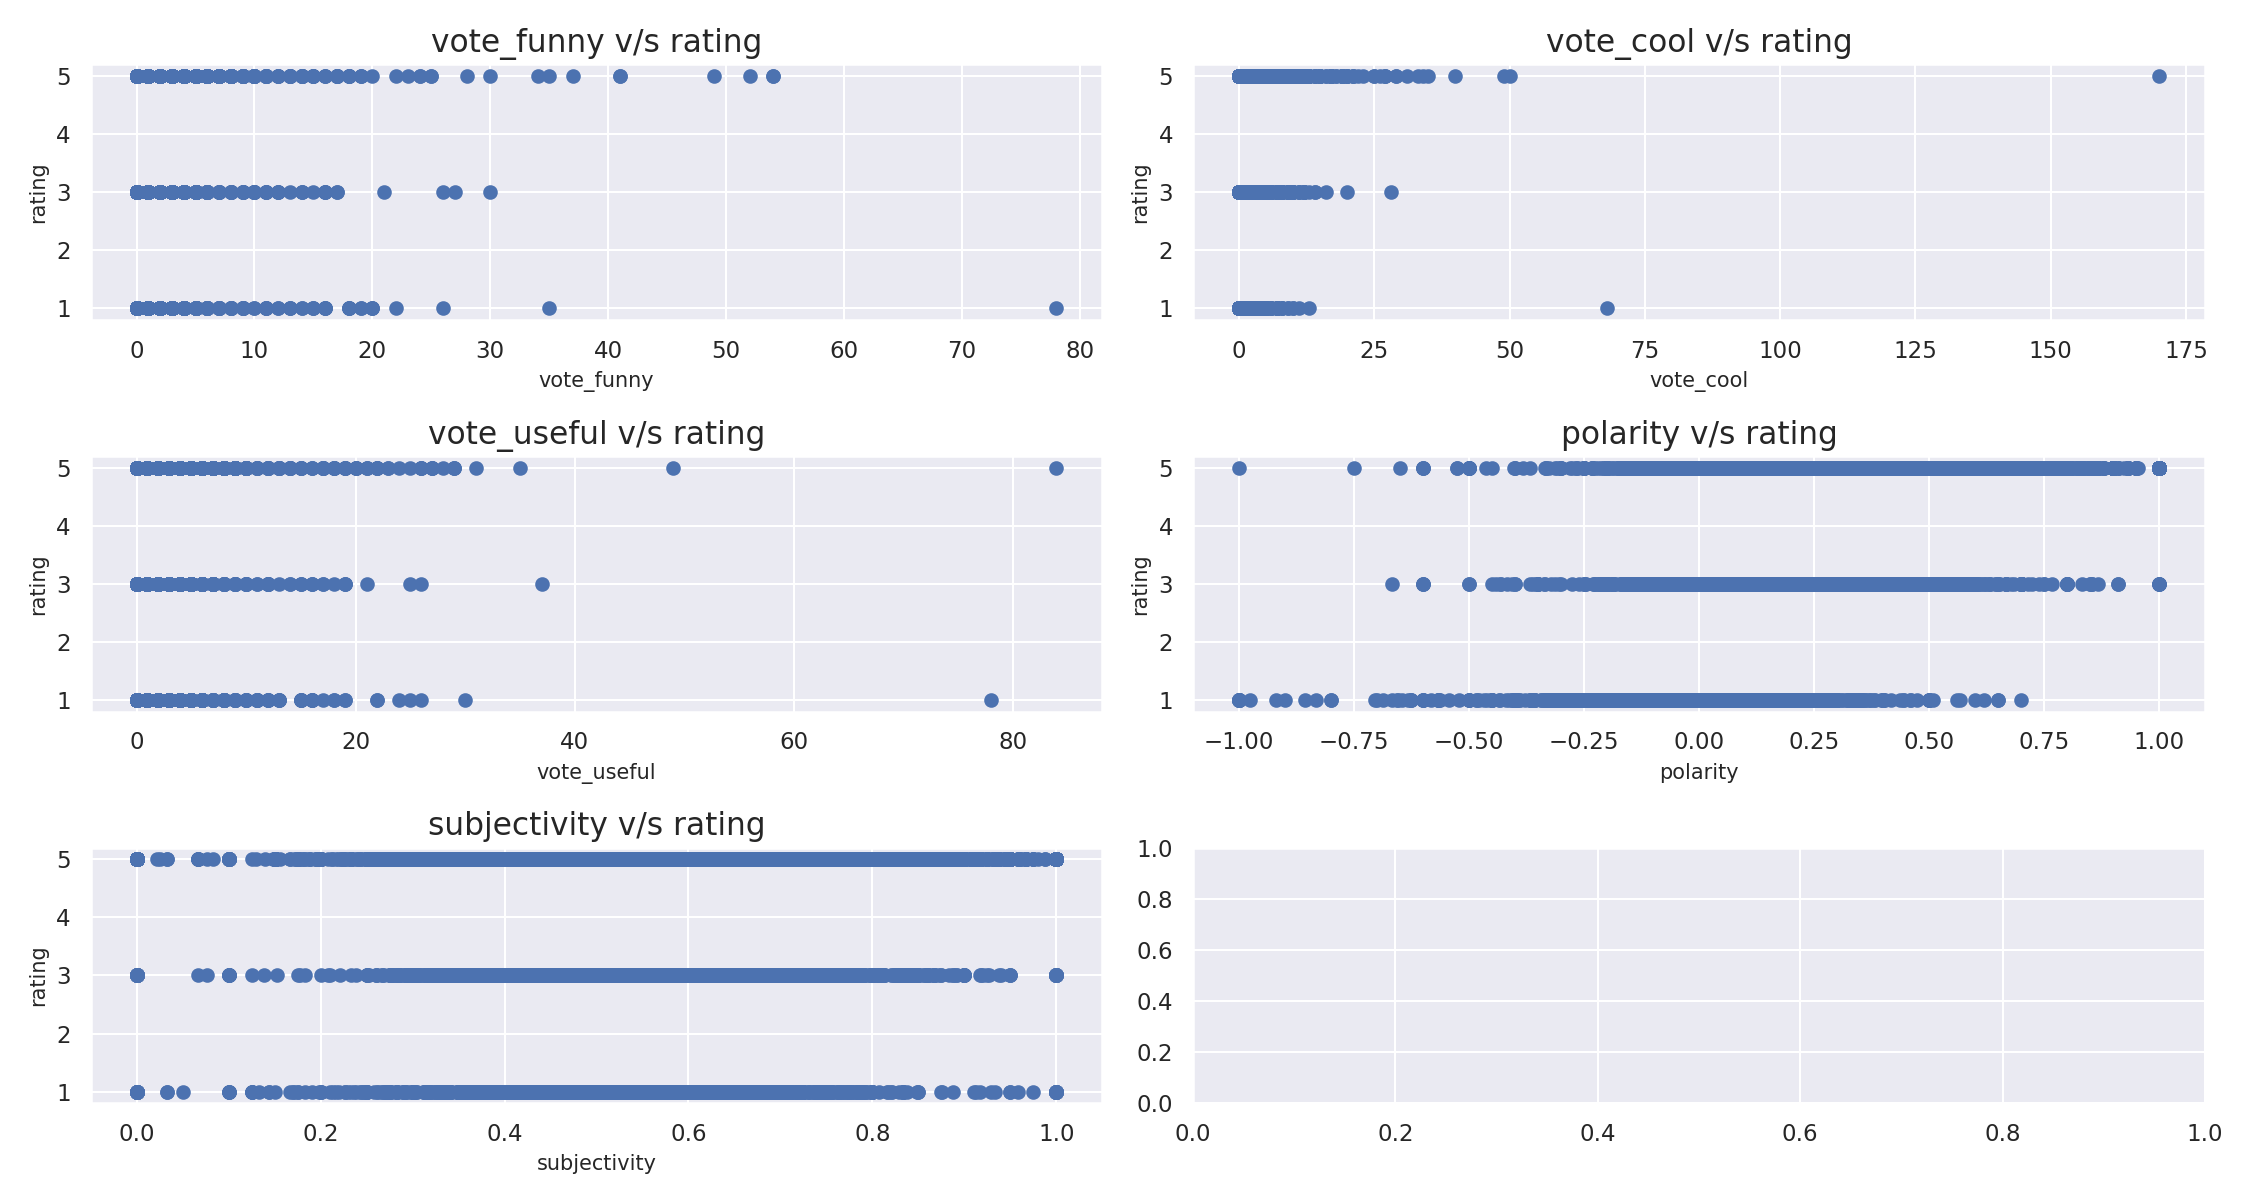 vote_funny v/s rating
rating
5
4
3
2
1
0 10 20 30 40 50 60 70 80
vote_funny
vote_cool v/s rating
rating
5
4
3
2
1
0 25 50 75 100 125 150 175
vote_cool
vote_useful v/s rating
rating
5
4
3
2
1
0 20 40 60 80
vote_useful
polarity v/s rating
rating
5
4
3
2
1
−1.00 −0.75 −0.50 −0.25 0.00 0.25 0.50 0.75 1.00
polarity
subjectivity v/s rating
rating
5
4
3
2
1
0.0 0.2 0.4 0.6 0.8 1.0
subjectivity
1.0
0.8
0.6
0.4
0.2
0.0
0.0 0.2 0.4 0.6 0.8 1.0